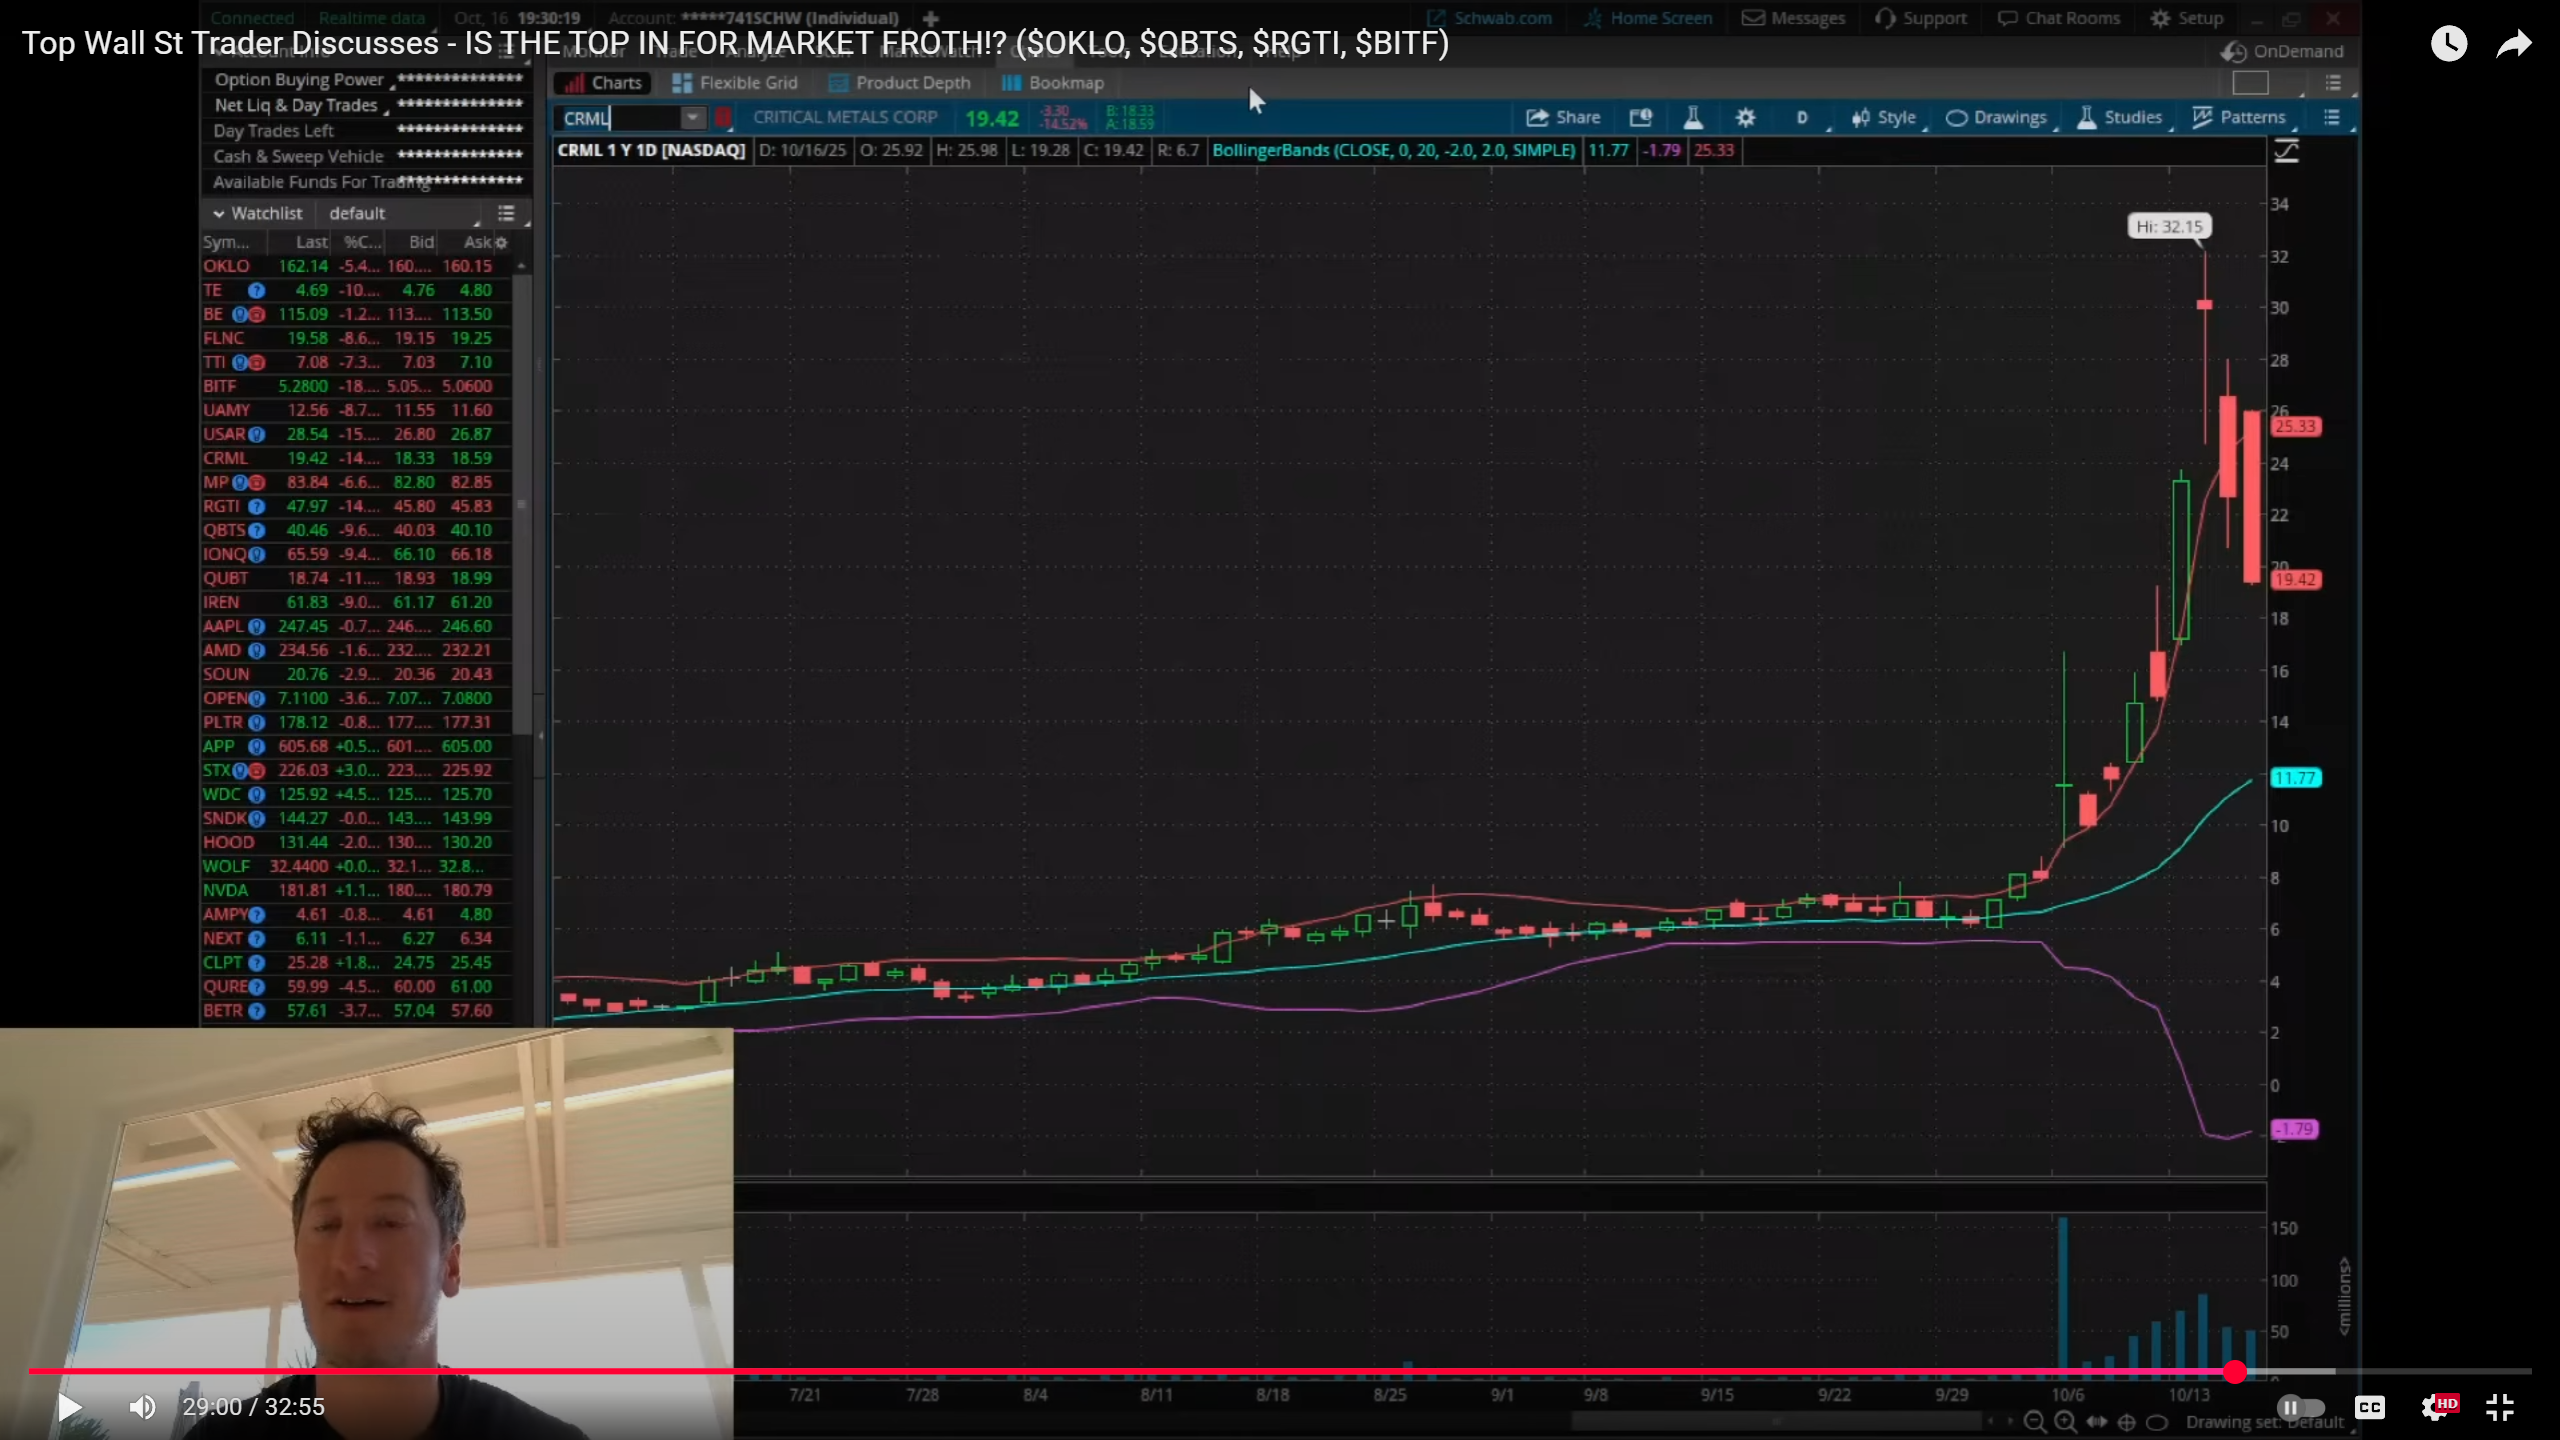 Connected Realtime data Oct, 16 19:30:19 Account: *****741SCHW (Individual) Schwab.com Home Screen Messages Support Chat Rooms Setup
Top Wall St Trader Discusses - IS THE TOP IN FOR MARKET FROTH!? ($OKLO, $QBTS, $RGTI, $BITF)
OnDemand
Option Buying Power **************
Charts Flexible Grid Product Depth Bookmap
Net Liq & Day Trades **************
CRML CRITICAL METALS CORP 19.42 -3.30 -14.52% B: 18.33 A: 18.59 Share D Style Drawings Studies Patterns
Day Trades Left **************
CRML 1 Y 1D [NASDAQ] D: 10/16/25 O: 25.92 H: 25.98 L: 19.28 C: 19.42 R: 6.7 BollingerBands (CLOSE, 0, 20, -2.0, 2.0, SIMPLE) 11.77 -1.79 25.33
Cash & Sweep Vehicle **************
Available Funds For Trading **************
Watchlist default
Sym... Last %C... Bid Ask
OKLO 162.14 -5.4... 160.... 160.15
TE 4.69 -10.... 4.76 4.80
BE 115.09 -1.2... 113.... 113.50
FLNC 19.58 -8.6... 19.15 19.25
TTI 7.08 -7.3... 7.03 7.10
BITF 5.2800 -18.... 5.05... 5.0600
UAMY 12.56 -8.7... 11.55 11.60
USAR 28.54 -15.... 26.80 26.87
CRML 19.42 -14.... 18.33 18.59
MP 83.84 -6.6... 82.80 82.85
RGTI 47.97 -14.... 45.80 45.83
QBTS 40.46 -9.6... 40.03 40.10
IONQ 65.59 -9.4... 66.10 66.18
QUBT 18.74 -11.... 18.93 18.99
IREN 61.83 -9.0... 61.17 61.20
AAPL 247.45 -0.7... 246.... 246.60
AMD 234.56 -1.6... 232.... 232.21
SOUN 20.76 -2.9... 20.36 20.43
OPEN 7.1100 -3.6... 7.07... 7.0800
PLTR 178.12 -0.8... 177.... 177.31
APP 605.68 +0.5... 601.... 605.00
STX 226.03 +3.0... 223.... 225.92
WDC 125.92 +4.5... 125.... 125.70
SNDK 144.27 -0.0... 143.... 143.99
HOOD 131.44 -2.0... 130.... 130.20
WOLF 32.4400 +0.0... 32.1... 32.8...
NVDA 181.81 +1.1... 180.... 180.79
AMPY 4.61 -0.8... 4.61 4.80
NEXT 6.11 -1.1... 6.27 6.34
CLPT 25.28 +1.8... 24.75 25.45
QURE 59.99 -4.5... 60.00 61.00
BETR 57.61 -3.7... 57.04 57.60
Hi: 32.15
34
32
30
28
26
25.33
24
22
20
19.42
18
16
14
11.77
10
8
6
4
2
0
-1.79
150
100
50
<millions>
7/21 7/28 8/4 8/11 8/18 8/25 9/1 9/8 9/15 9/22 9/29 10/6 10/13
29:00 / 32:55
CC HD
Drawing set: Default